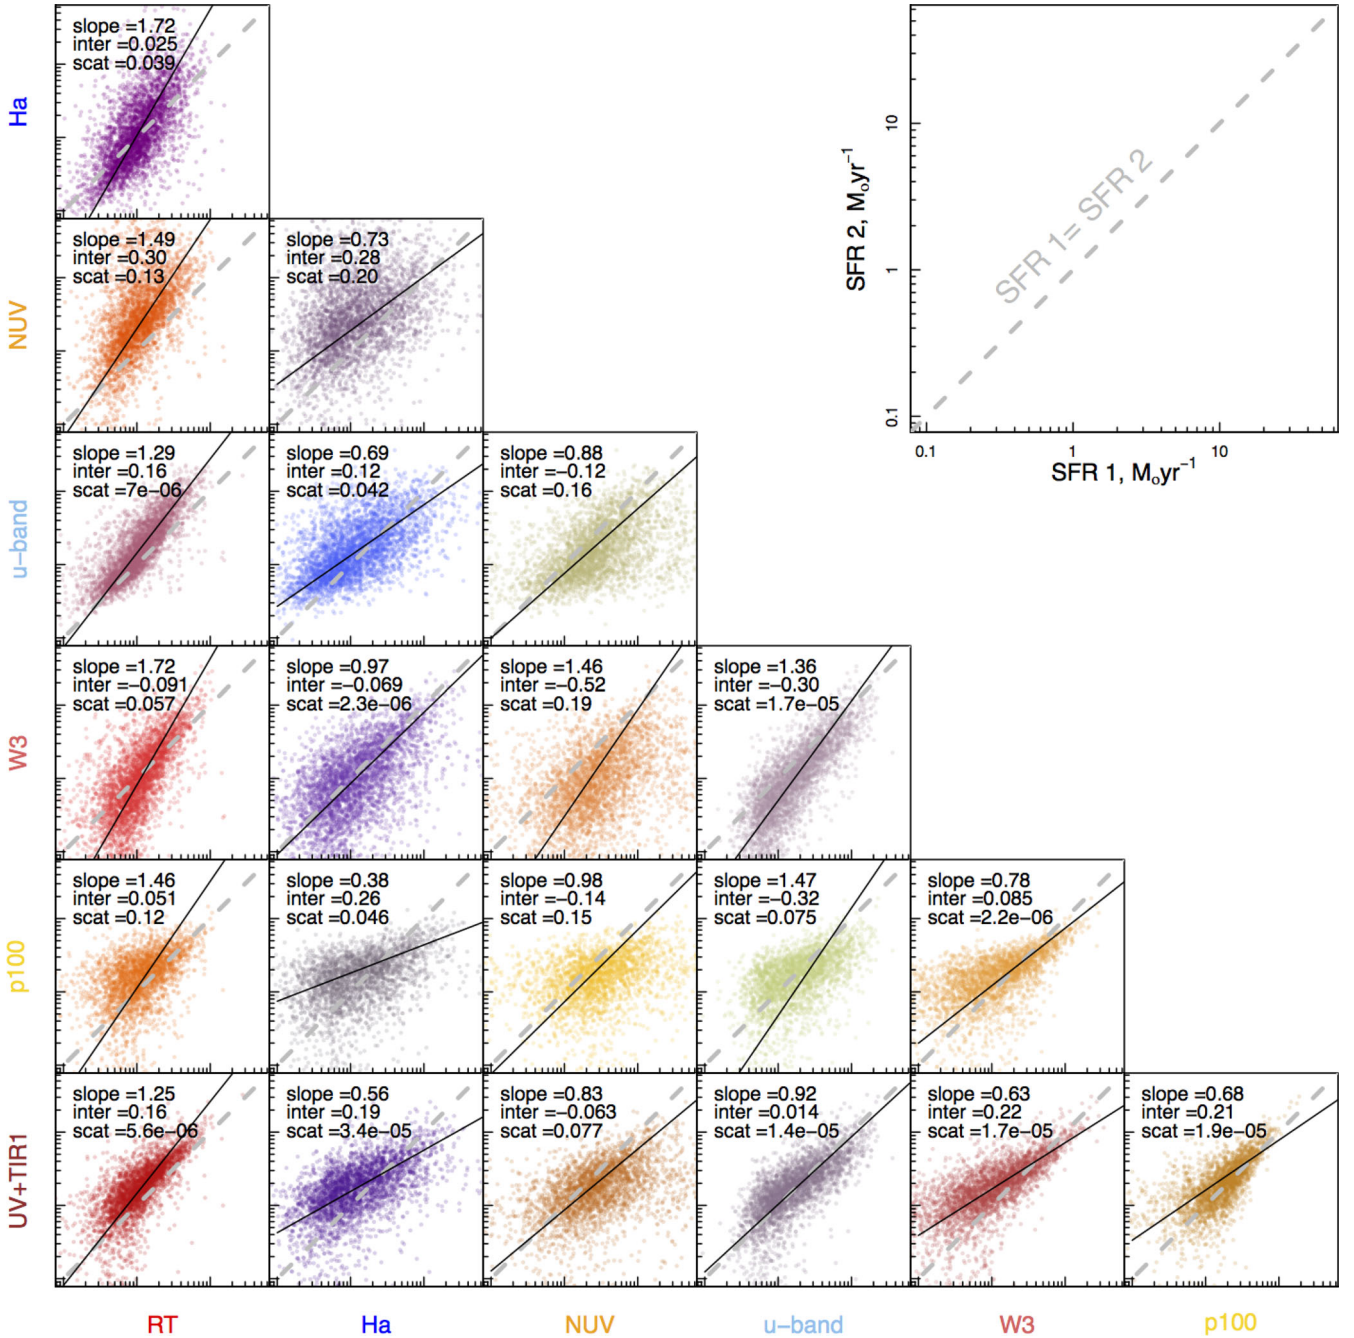 slope =1.72
inter =0.025
scat =0.039
Ha
10
1
0.1
SFR 2, M₀yr⁻¹
SFR 1= SFR 2
0.1 1 10
SFR 1, M₀yr⁻¹
slope =1.49
inter =0.30
scat =0.13
slope =0.73
inter =0.28
scat =0.20
NUV
slope =1.29
inter =0.16
scat =7e−06
slope =0.69
inter =0.12
scat =0.042
slope =0.88
inter =−0.12
scat =0.16
u−band
slope =1.72
inter =−0.091
scat =0.057
slope =0.97
inter =−0.069
scat =2.3e−06
slope =1.46
inter =−0.52
scat =0.19
slope =1.36
inter =−0.30
scat =1.7e−05
W3
slope =1.46
inter =0.051
scat =0.12
slope =0.38
inter =0.26
scat =0.046
slope =0.98
inter =−0.14
scat =0.15
slope =1.47
inter =−0.32
scat =0.075
slope =0.78
inter =0.085
scat =2.2e−06
p100
slope =1.25
inter =0.16
scat =5.6e−06
slope =0.56
inter =0.19
scat =3.4e−05
slope =0.83
inter =−0.063
scat =0.077
slope =0.92
inter =0.014
scat =1.4e−05
slope =0.63
inter =0.22
scat =1.7e−05
slope =0.68
inter =0.21
scat =1.9e−05
UV+TIR1
RT Ha NUV u−band W3 p100